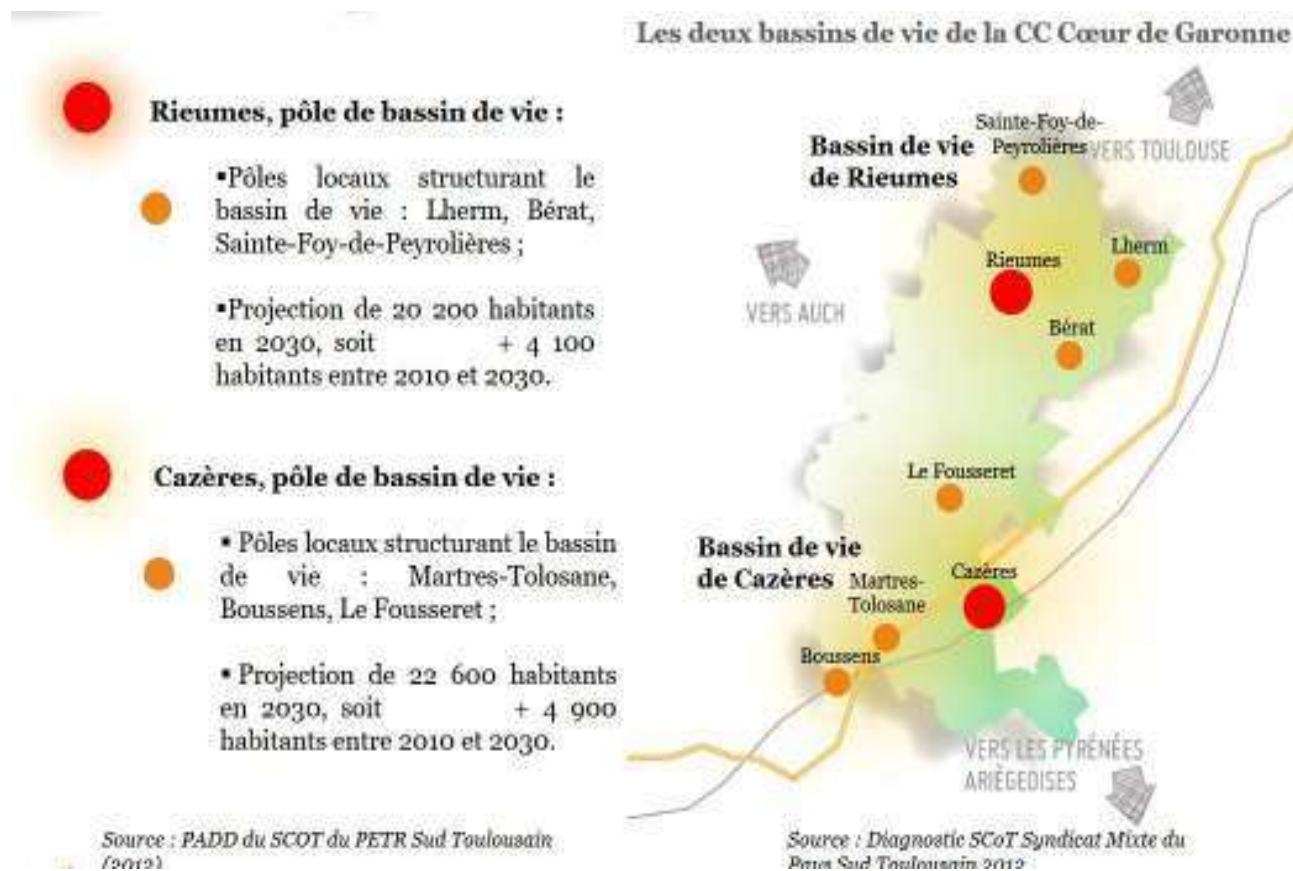 Les deux bassins de vie de la CC Cœur de Garonne
Rieumes, pôle de bassin de vie :
▪Pôles locaux structurant le
bassin de vie : Lherm, Bérat,
Sainte-Foy-de-Peyrolières ;
▪Projection de 20 200 habitants
en 2030, soit + 4 100
habitants entre 2010 et 2030.
Cazères, pôle de bassin de vie :
▪ Pôles locaux structurant le bassin
de vie : Martres-Tolosane,
Boussens, Le Fousseret ;
▪ Projection de 22 600 habitants
en 2030, soit + 4 900
habitants entre 2010 et 2030.
Source : PADD du SCOT du PETR Sud Toulousain
(2012)
Sainte-Foy-de-
Peyrolières
VERS TOULOUSE
Bassin de vie
de Rieumes
Lherm
Rieumes
VERS AUCH
Bérat
Le Fousseret
Bassin de vie
de Cazères
Cazères
Martres-
Tolosane
Boussens
VERS LES PYRÉNÉES
ARIÈGEOISES
Source : Diagnostic SCoT Syndicat Mixte du
Pays Sud Toulousain 2012